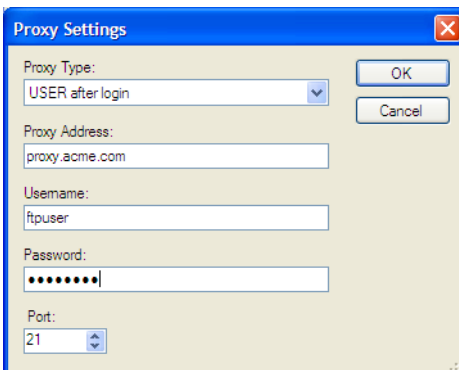 Proxy Settings
Proxy Type:
USER after login
OK
Cancel
Proxy Address:
proxy.acme.com
Username:
ftpuser
Password:
••••••••
Port:
21